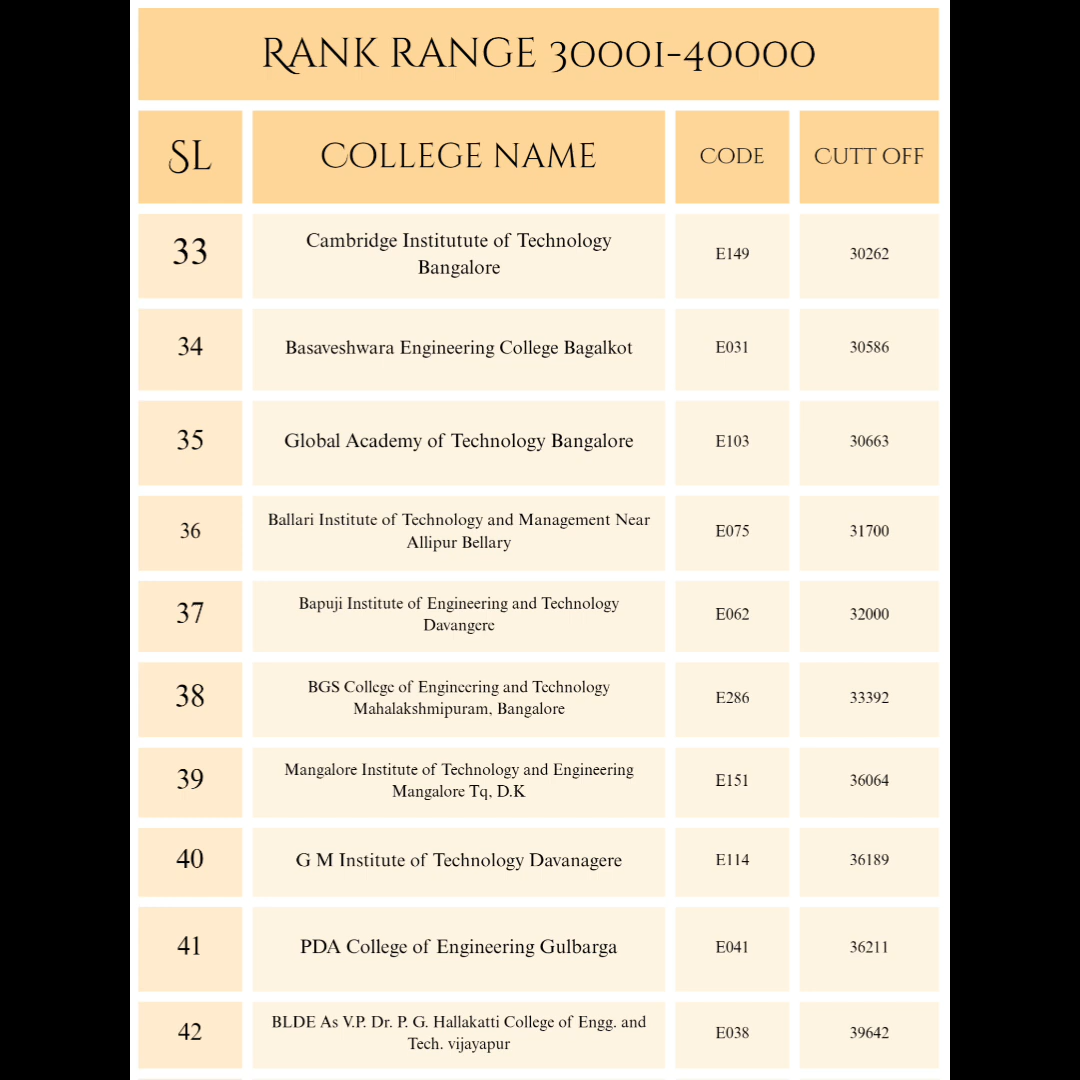 RANK RANGE 30001-40000
SL COLLEGE NAME CODE CUTT OFF
33 Cambridge Institutute of Technology E149 30262
Bangalore
34 Basaveshwara Engineering College Bagalkot E031 30586
35 Global Academy of Technology Bangalore E103 30663
36 Ballari Institute of Technology and Management Near E075 31700
Allipur Bellary
37 Bapuji Institute of Engineering and Technology E062 32000
Davangere
38 BGS College of Engineering and Technology E286 33392
Mahalakshmipuram, Bangalore
39 Mangalore Institute of Technology and Engineering E151 36064
Mangalore Tq, D.K
40 G M Institute of Technology Davanagere E114 36189
41 PDA College of Engineering Gulbarga E041 36211
42 BLDE As V.P. Dr. P. G. Hallakatti College of Engg. and E038 39642
Tech. vijayapur